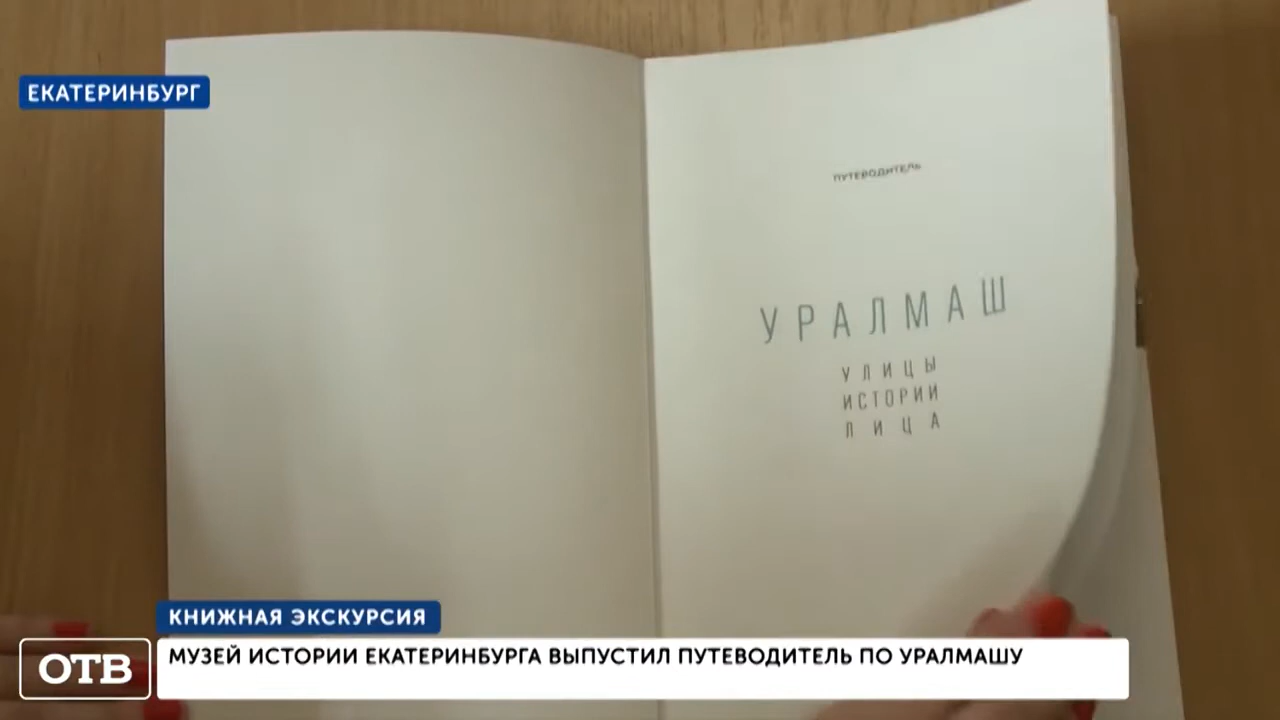 ЕКАТЕРИНБУРГ
ПУТЕВОДИТЕЛЬ
УРАЛМАШ
УЛИЦЫ
ИСТОРИИ
ЛИЦА
КНИЖНАЯ ЭКСКУРСИЯ
ОТВ
МУЗЕЙ ИСТОРИИ ЕКАТЕРИНБУРГА ВЫПУСТИЛ ПУТЕВОДИТЕЛЬ ПО УРАЛМАШУ